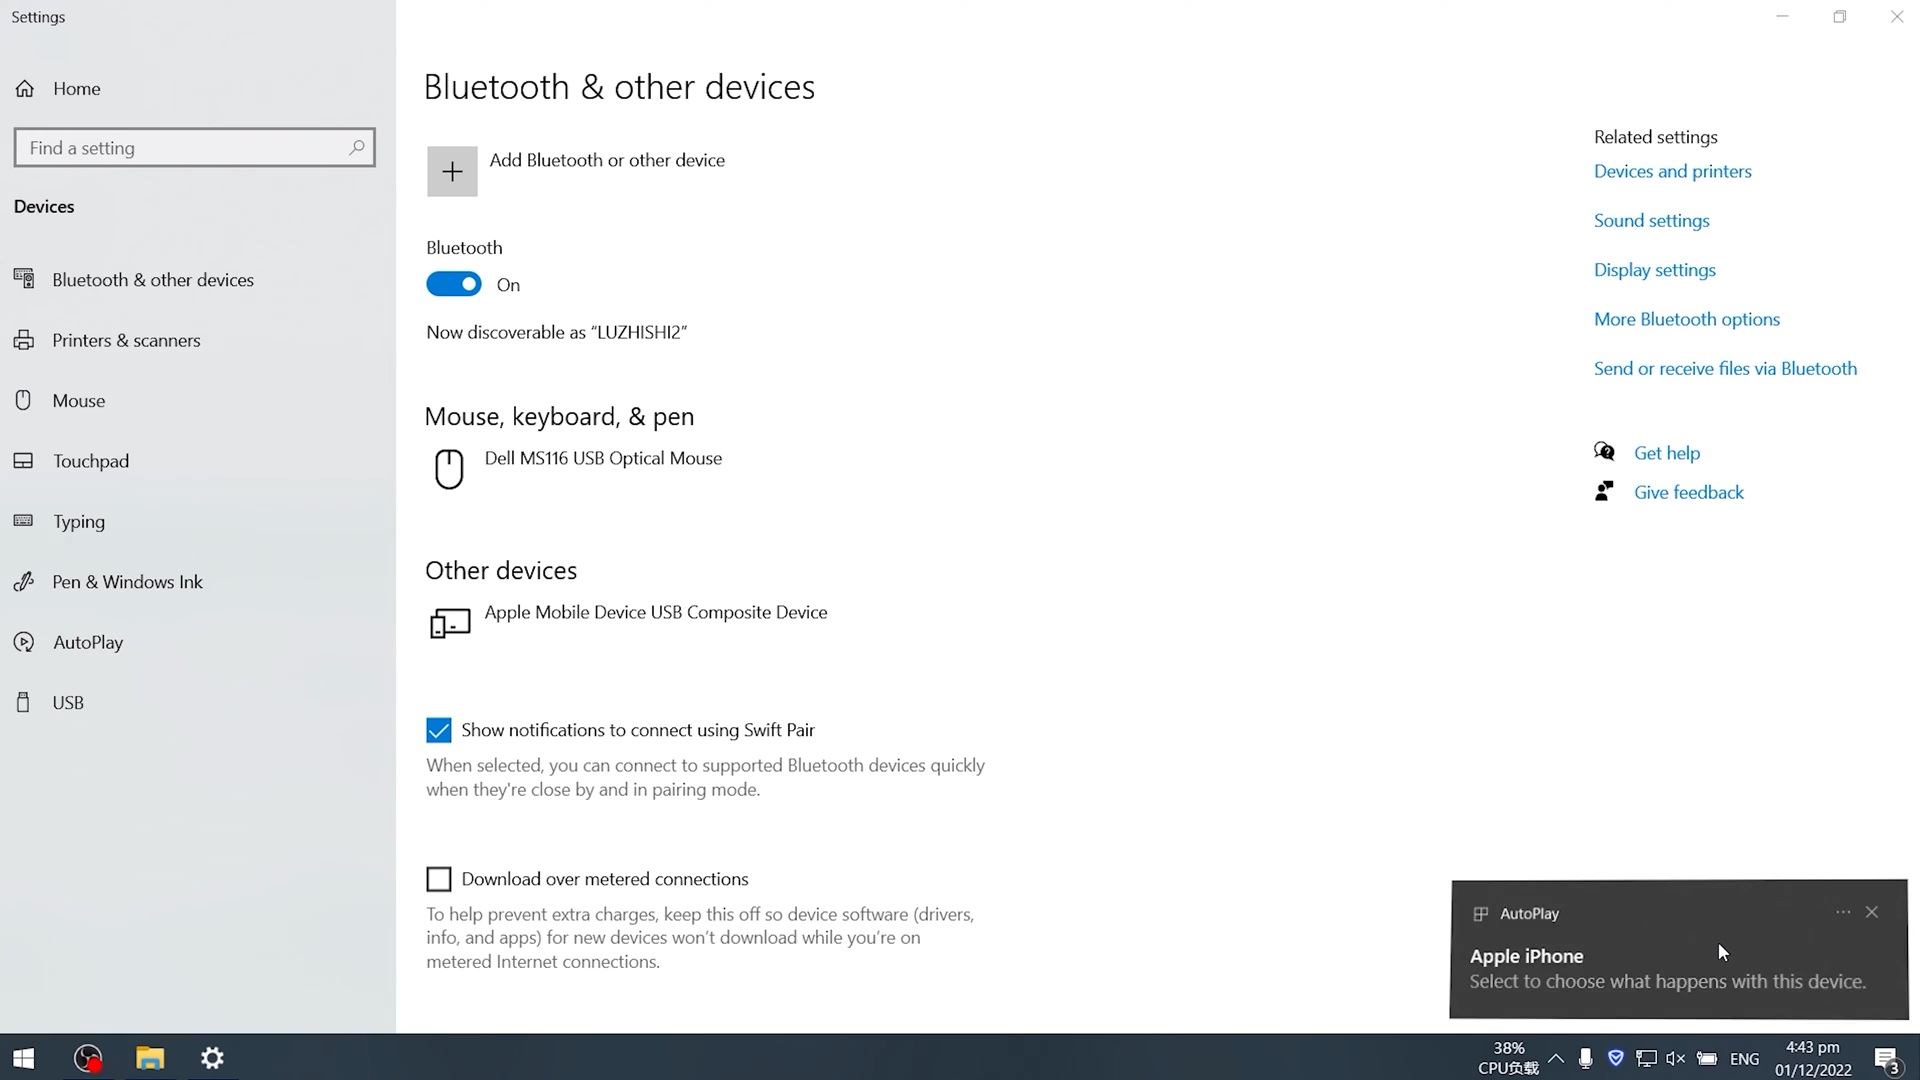 Settings
Home
Find a setting
Devices
Bluetooth & other devices
Printers & scanners
Mouse
Touchpad
Typing
Pen & Windows Ink
AutoPlay
USB
Bluetooth & other devices
Add Bluetooth or other device
Bluetooth
On
Now discoverable as “LUZHISHI2”
Mouse, keyboard, & pen
Dell MS116 USB Optical Mouse
Other devices
Apple Mobile Device USB Composite Device
Show notifications to connect using Swift Pair
When selected, you can connect to supported Bluetooth devices quickly
when they're close by and in pairing mode.
Download over metered connections
To help prevent extra charges, keep this off so device software (drivers,
info, and apps) for new devices won’t download while you’re on
metered Internet connections.
Related settings
Devices and printers
Sound settings
Display settings
More Bluetooth options
Send or receive files via Bluetooth
Get help
Give feedback
AutoPlay
Apple iPhone
Select to choose what happens with this device.
38%
CPU负载
ENG
4:43 pm
01/12/2022
3